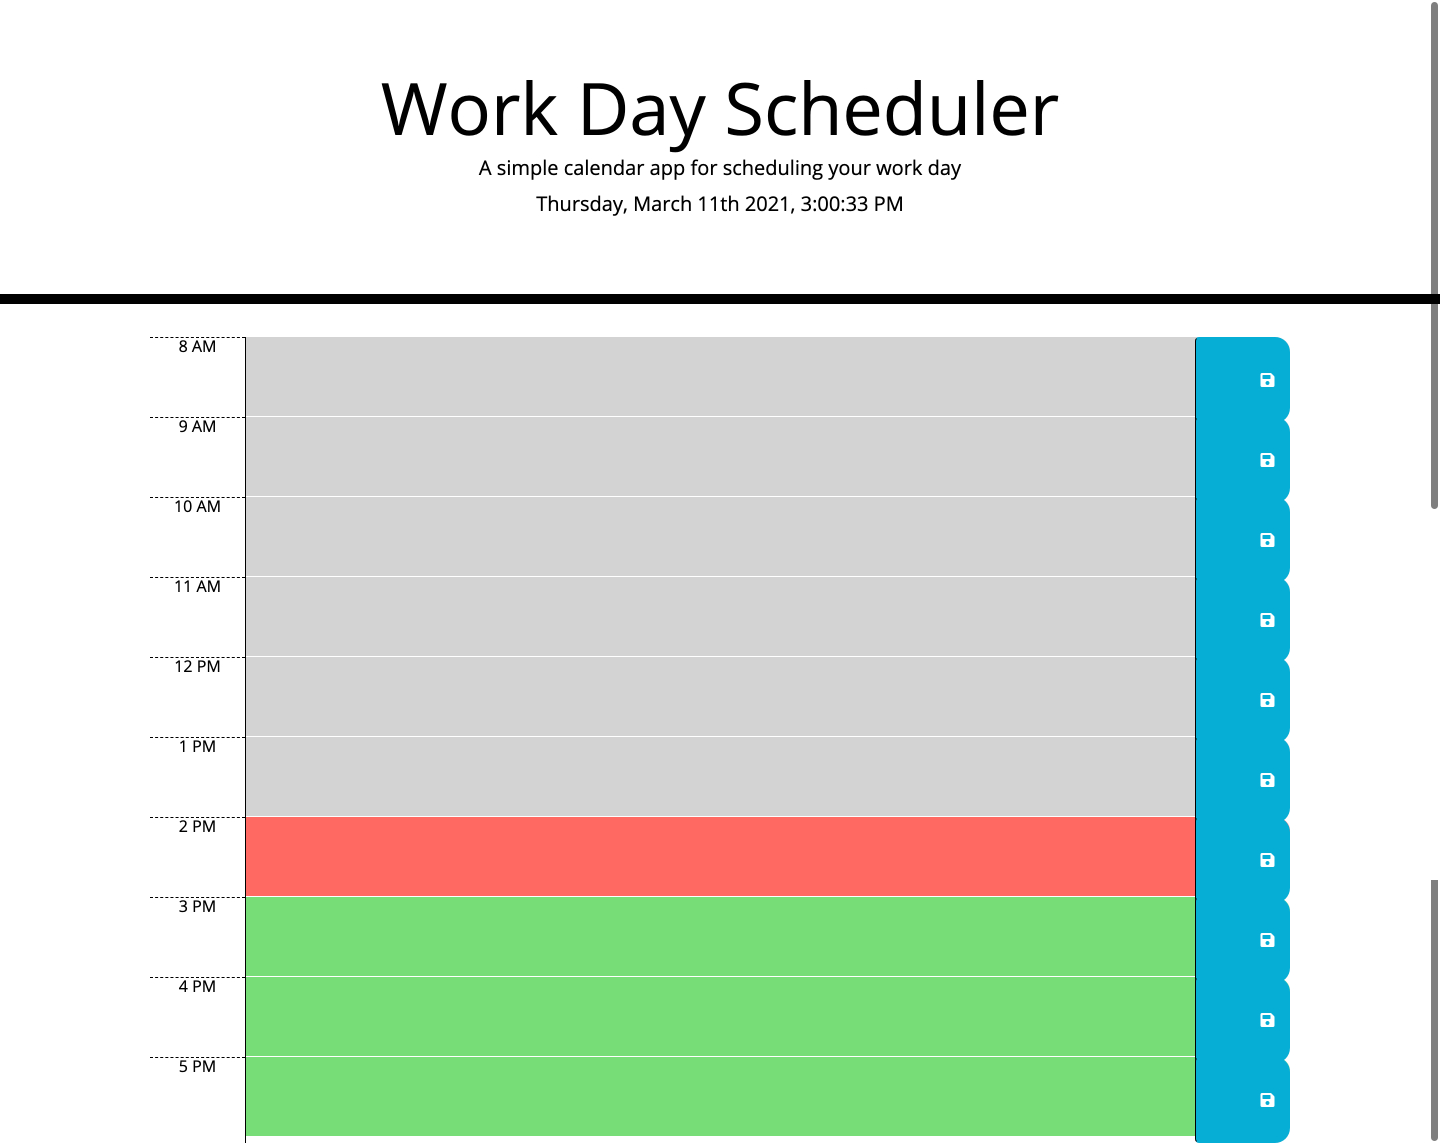 Work Day Scheduler
A simple calendar app for scheduling your work day
Thursday, March 11th 2021, 3:00:33 PM
8 AM
9 AM
10 AM
11 AM
12 PM
1 PM
2 PM
3 PM
4 PM
5 PM